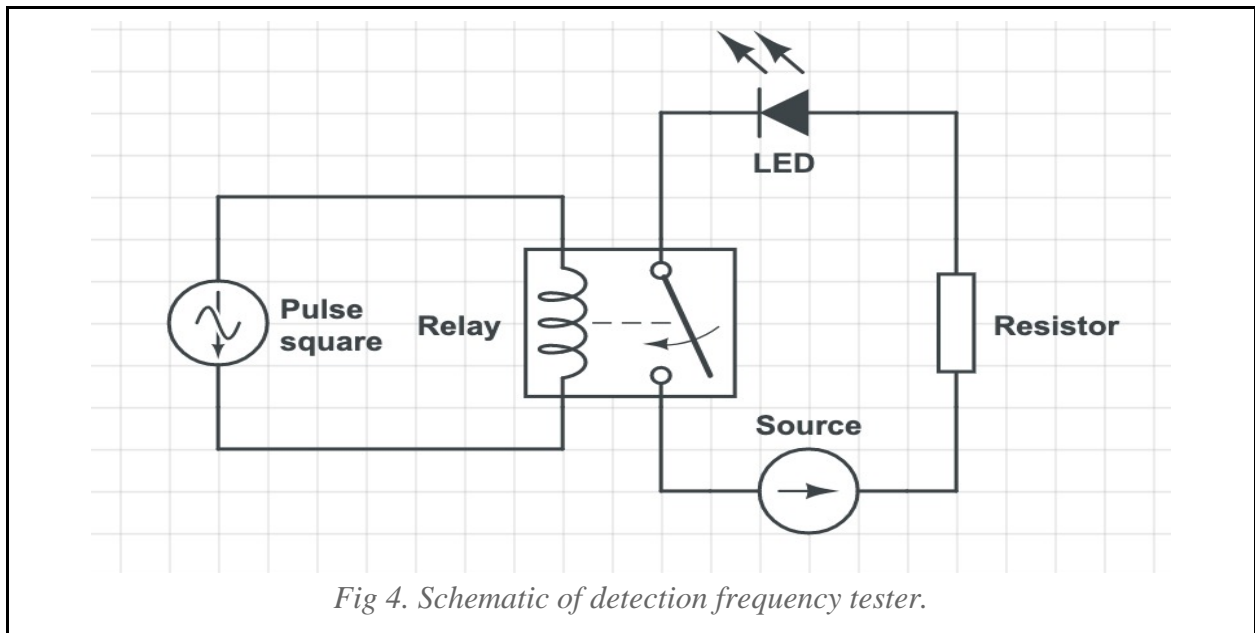 LED
Pulse
square
Relay
Resistor
Source
Fig 4. Schematic of detection frequency tester.